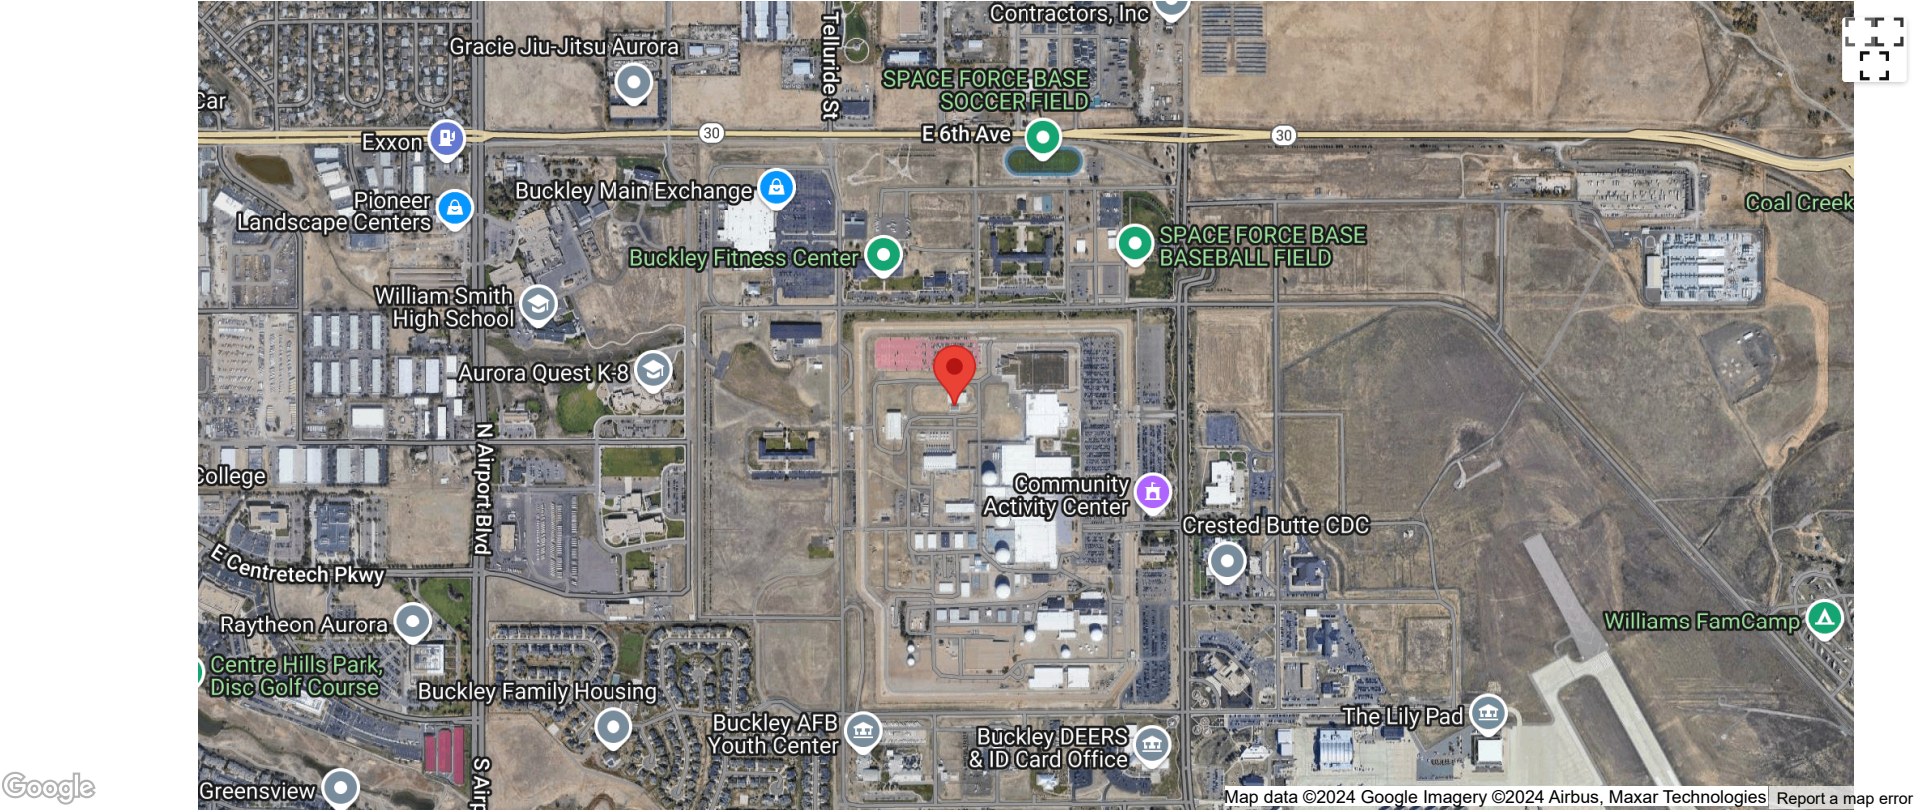 Contractors, Inc
Gracie Jiu-Jitsu Aurora
Telluride St
SPACE FORCE BASE
SOCCER FIELD
Car
Exxon
30
E 6th Ave
30
Buckley Main Exchange
Pioneer
Landscape Centers
Coal Creek
Buckley Fitness Center
SPACE FORCE BASE
BASEBALL FIELD
William Smith
High School
Aurora Quest K-8
N Airport Blvd
College
Community
Activity Center
Crested Butte CDC
E Centretech Pkwy
Raytheon Aurora
Williams FamCamp
Centre Hills Park,
Disc Golf Course
Buckley Family Housing
Buckley AFB
Youth Center
Buckley DEERS
& ID Card Office
The Lily Pad
S Air
Greensview
Google
Map data ©2024 Google Imagery ©2024 Airbus, Maxar Technologies
Report a map error